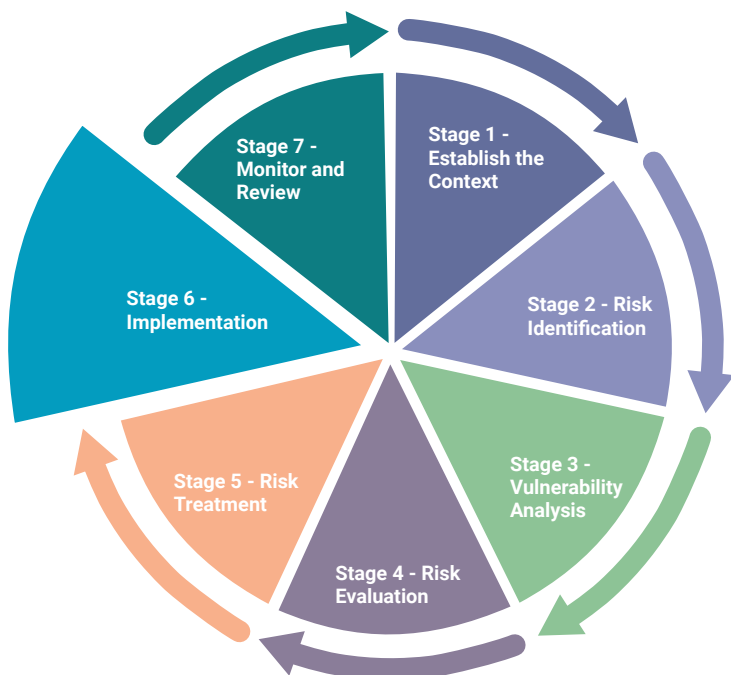 Stage 1 -
Establish the
Context
Stage 2 - Risk
Identification
Stage 3 -
Vulnerability
Analysis
Stage 4 - Risk
Evaluation
Stage 5 - Risk
Treatment
Stage 6 -
Implementation
Stage 7 -
Monitor and
Review